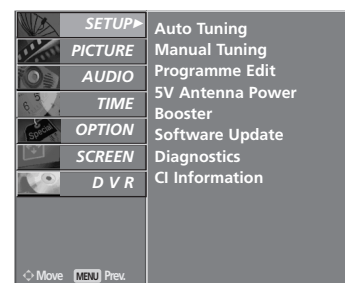 SETUP
PICTURE
AUDIO
TIME
OPTION
SCREEN
D V R
Auto Tuning
Manual Tuning
Programme Edit
5V Antenna Power
Booster
Software Update
Diagnostics
CI Information
Move MENU Prev.